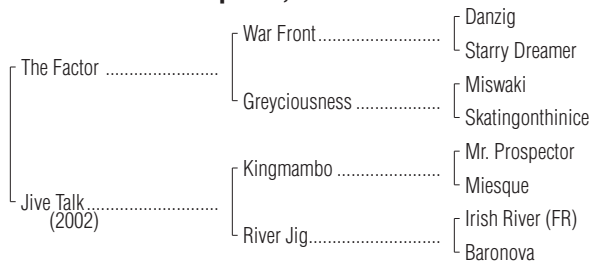 Danzig
War Front
Starry Dreamer
The Factor
Miswaki
Greyciousness
Skatingonthinice
Mr. Prospector
Kingmambo
Miesque
Jive Talk
(2002)
Irish River (FR)
River Jig
Baronova